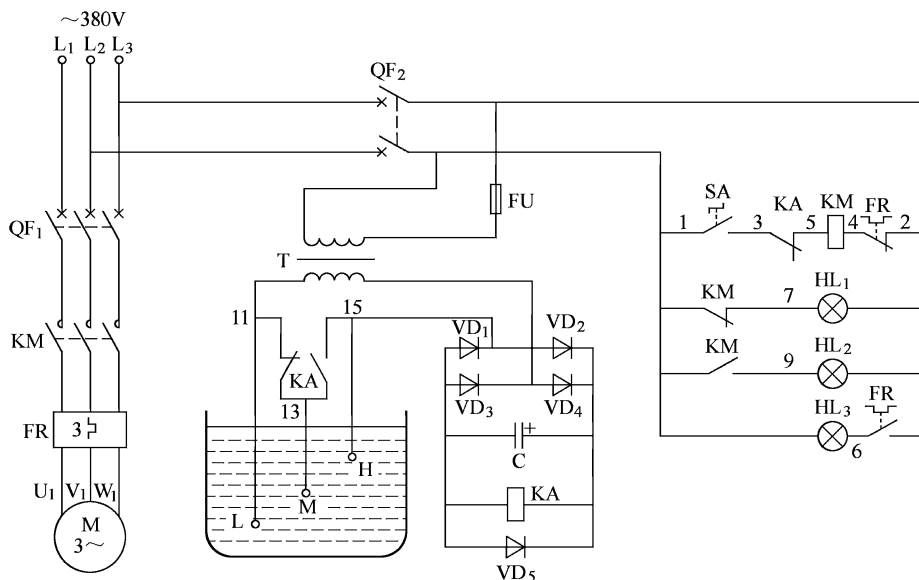 ~380V
L₁ L₂ L₃
QF₂
FU
SA
KA
KM
FR
1
3
5
4
2
QF₁
T
11
15
VD₁
VD₂
KM
7
HL₁
KM
KA
13
VD₃
VD₄
KM
9
HL₂
FR
3
HL₃
FR
6
C
+
H
M
L
KA
U₁ V₁ W₁
M
3~
VD₅